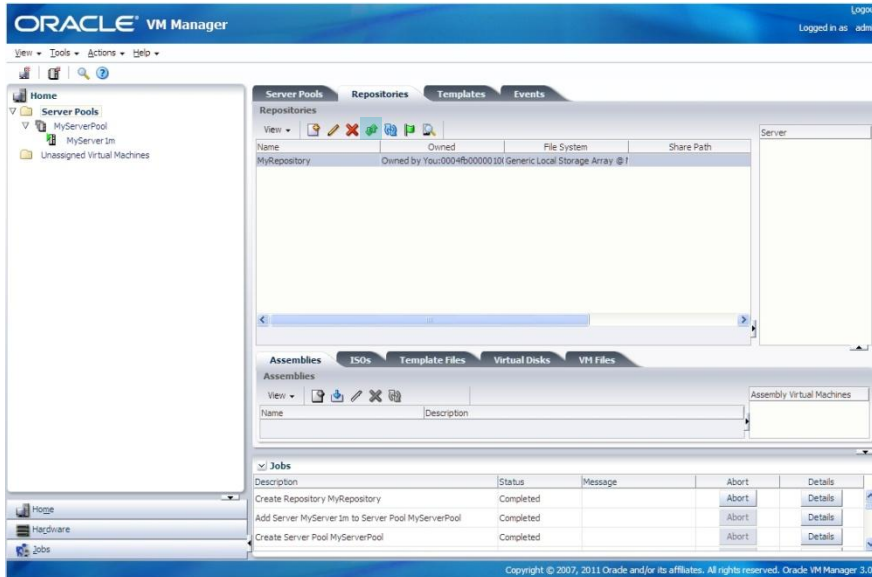 ORACLE VM Manager
Logou
Logged in as adm
View Tools Actions Help
Home
Server Pools
MyServerPool
MyServer1m
Unassigned Virtual Machines
Home
Hardware
Jobs
Server Pools Repositories Templates Events
Repositories
View
Name Owned File System Share Path
MyRepository Owned by You:0004fb0000010 Generic Local Storage Array @
Server
Assemblies ISOs Template Files Virtual Disks VM Files
Assemblies
View
Name Description
Assembly Virtual Machines
Jobs
Description Status Message Abort Details
Create Repository MyRepository Completed Abort Details
Add Server MyServer1m to Server Pool MyServerPool Completed Abort Details
Create Server Pool MyServerPool Completed Abort Details
Copyright © 2007, 2011 Oracle and/or its affiliates. All rights reserved. Oracle VM Manager 3.0